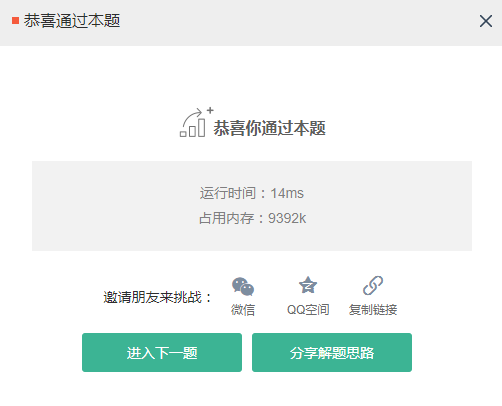 恭喜通过本题
恭喜你通过本题
运行时间：14ms
占用内存：9392k
邀请朋友来挑战：
微信
QQ空间
复制链接
进入下一题
分享解题思路